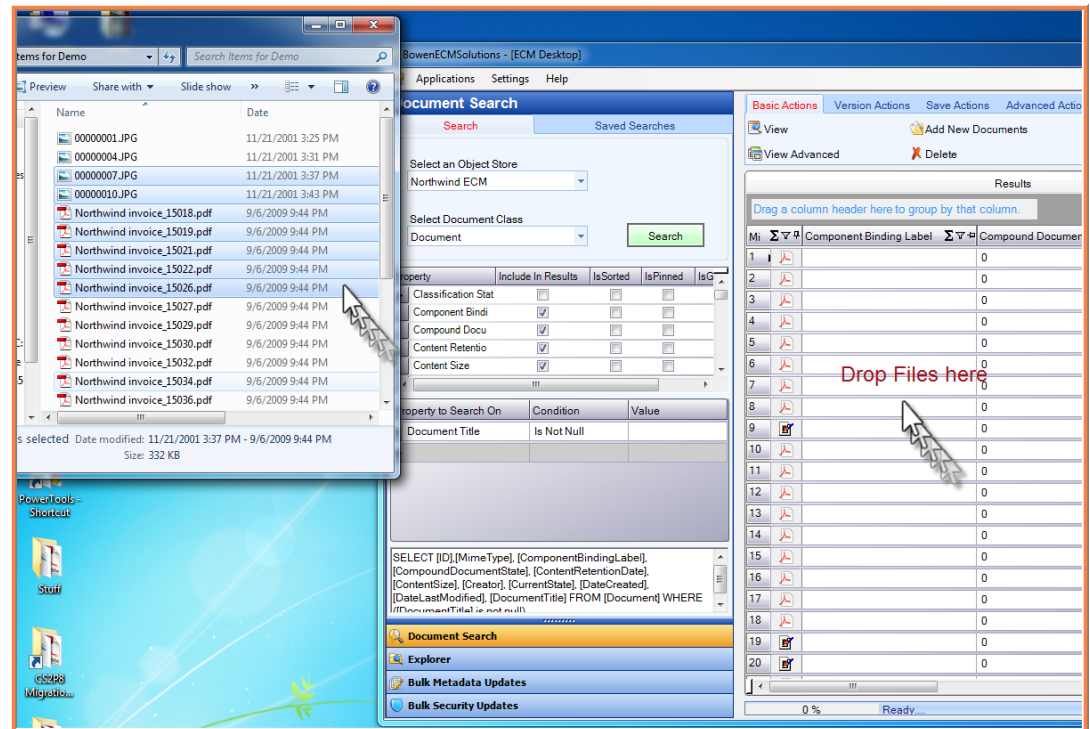 tems for Demo
Search Items for Demo
Preview Share with Slide show »
Name Date
00000001.JPG 11/21/2001 3:25 PM
00000004.JPG 11/21/2001 3:31 PM
00000007.JPG 11/21/2001 3:37 PM
00000010.JPG 11/21/2001 3:43 PM
Northwind invoice_15018.pdf 9/6/2009 9:44 PM
Northwind invoice_15019.pdf 9/6/2009 9:44 PM
Northwind invoice_15021.pdf 9/6/2009 9:44 PM
Northwind invoice_15022.pdf 9/6/2009 9:44 PM
Northwind invoice_15026.pdf 9/6/2009 9:44 PM
Northwind invoice_15027.pdf 9/6/2009 9:44 PM
Northwind invoice_15029.pdf 9/6/2009 9:44 PM
Northwind invoice_15030.pdf 9/6/2009 9:44 PM
Northwind invoice_15032.pdf 9/6/2009 9:44 PM
Northwind invoice_15034.pdf 9/6/2009 9:44 PM
Northwind invoice_15036.pdf 9/6/2009 9:44 PM
s selected Date modified: 11/21/2001 3:37 PM - 9/6/2009 9:44 PM
Size: 332 KB
PowerTools -
Shortcut
Stuff
CS2P8
Migratio...
BowenECMSolutions - [ECM Desktop]
Applications Settings Help
Document Search
Search Saved Searches
Select an Object Store
Northwind ECM
Select Document Class
Document Search
roperty Include In Results IsSorted IsPinned IsG
Classification Stat
Component Bindi
Compound Docu
Content Retentio
Content Size
roperty to Search On Condition Value
Document Title Is Not Null
SELECT [ID],[MimeType], [ComponentBindingLabel],
[CompoundDocumentState], [ContentRetentionDate],
[ContentSize], [Creator], [CurrentState], [DateCreated],
[DateLastModified], [DocumentTitle] FROM [Document] WHERE
([DocumentTitle] is not null)
Document Search
Explorer
Bulk Metadata Updates
Bulk Security Updates
Basic Actions Version Actions Save Actions Advanced Actio
View Add New Documents
View Advanced Delete
Results
Drag a column header here to group by that column.
Mi Component Binding Label Compound Documen
1 0
2 0
3 0
4 0
5 0
6 0
Drop Files here
7 0
8 0
9 0
10 0
11 0
12 0
13 0
14 0
15 0
16 0
17 0
18 0
19 0
20 0
0 % Ready....